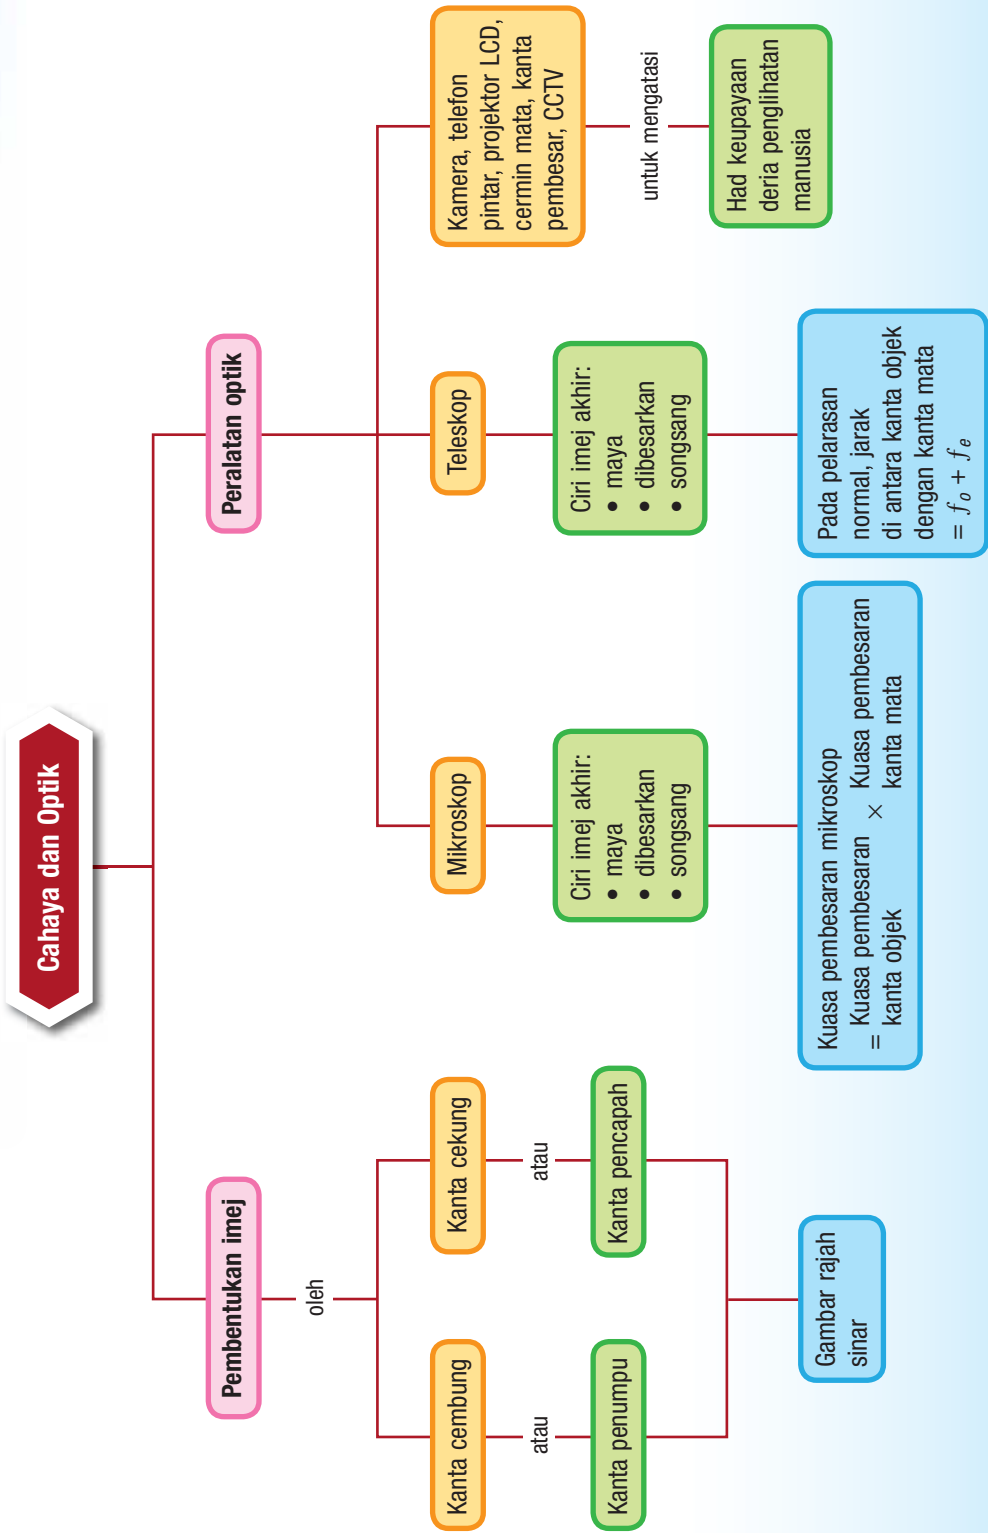 Cahaya dan Optik
Pembentukan imej
oleh
Kanta cembung
atau
Kanta penumpu
Kanta cekung
atau
Kanta pencapah
Gambar rajah
sinar
Peralatan optik
Mikroskop
Ciri imej akhir:
• maya
• dibesarkan
• songsang
Kuasa pembesaran mikroskop
= Kuasa pembesaran kanta objek × Kuasa pembesaran kanta mata
Teleskop
Ciri imej akhir:
• maya
• dibesarkan
• songsang
Pada pelarasan
normal, jarak
di antara kanta objek
dengan kanta mata
= fₒ + fₑ
Kamera, telefon
pintar, projektor LCD,
cermin mata, kanta
pembesar, CCTV
untuk mengatasi
Had keupayaan
deria penglihatan
manusia